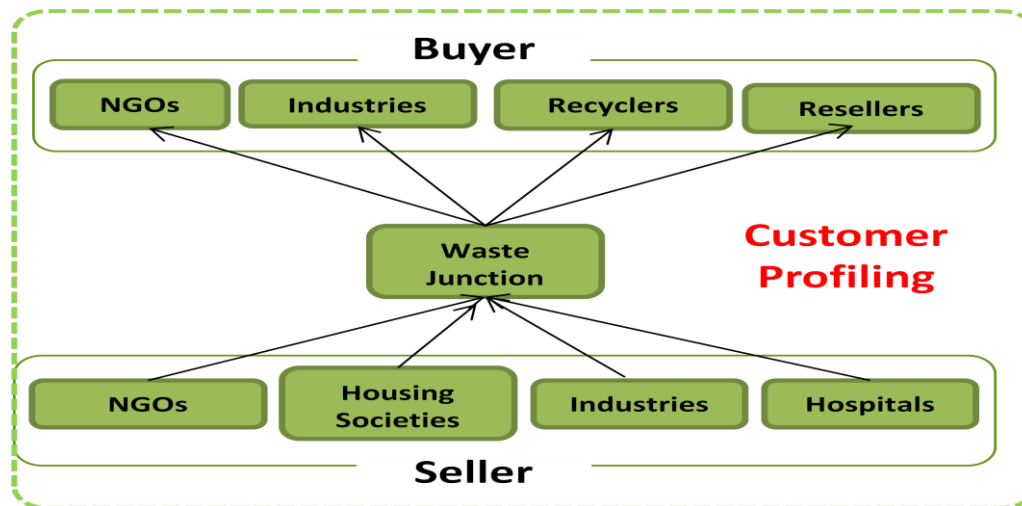 Buyer
NGOs
Industries
Recyclers
Resellers
Waste
Junction
Customer
Profiling
NGOs
Housing
Societies
Industries
Hospitals
Seller